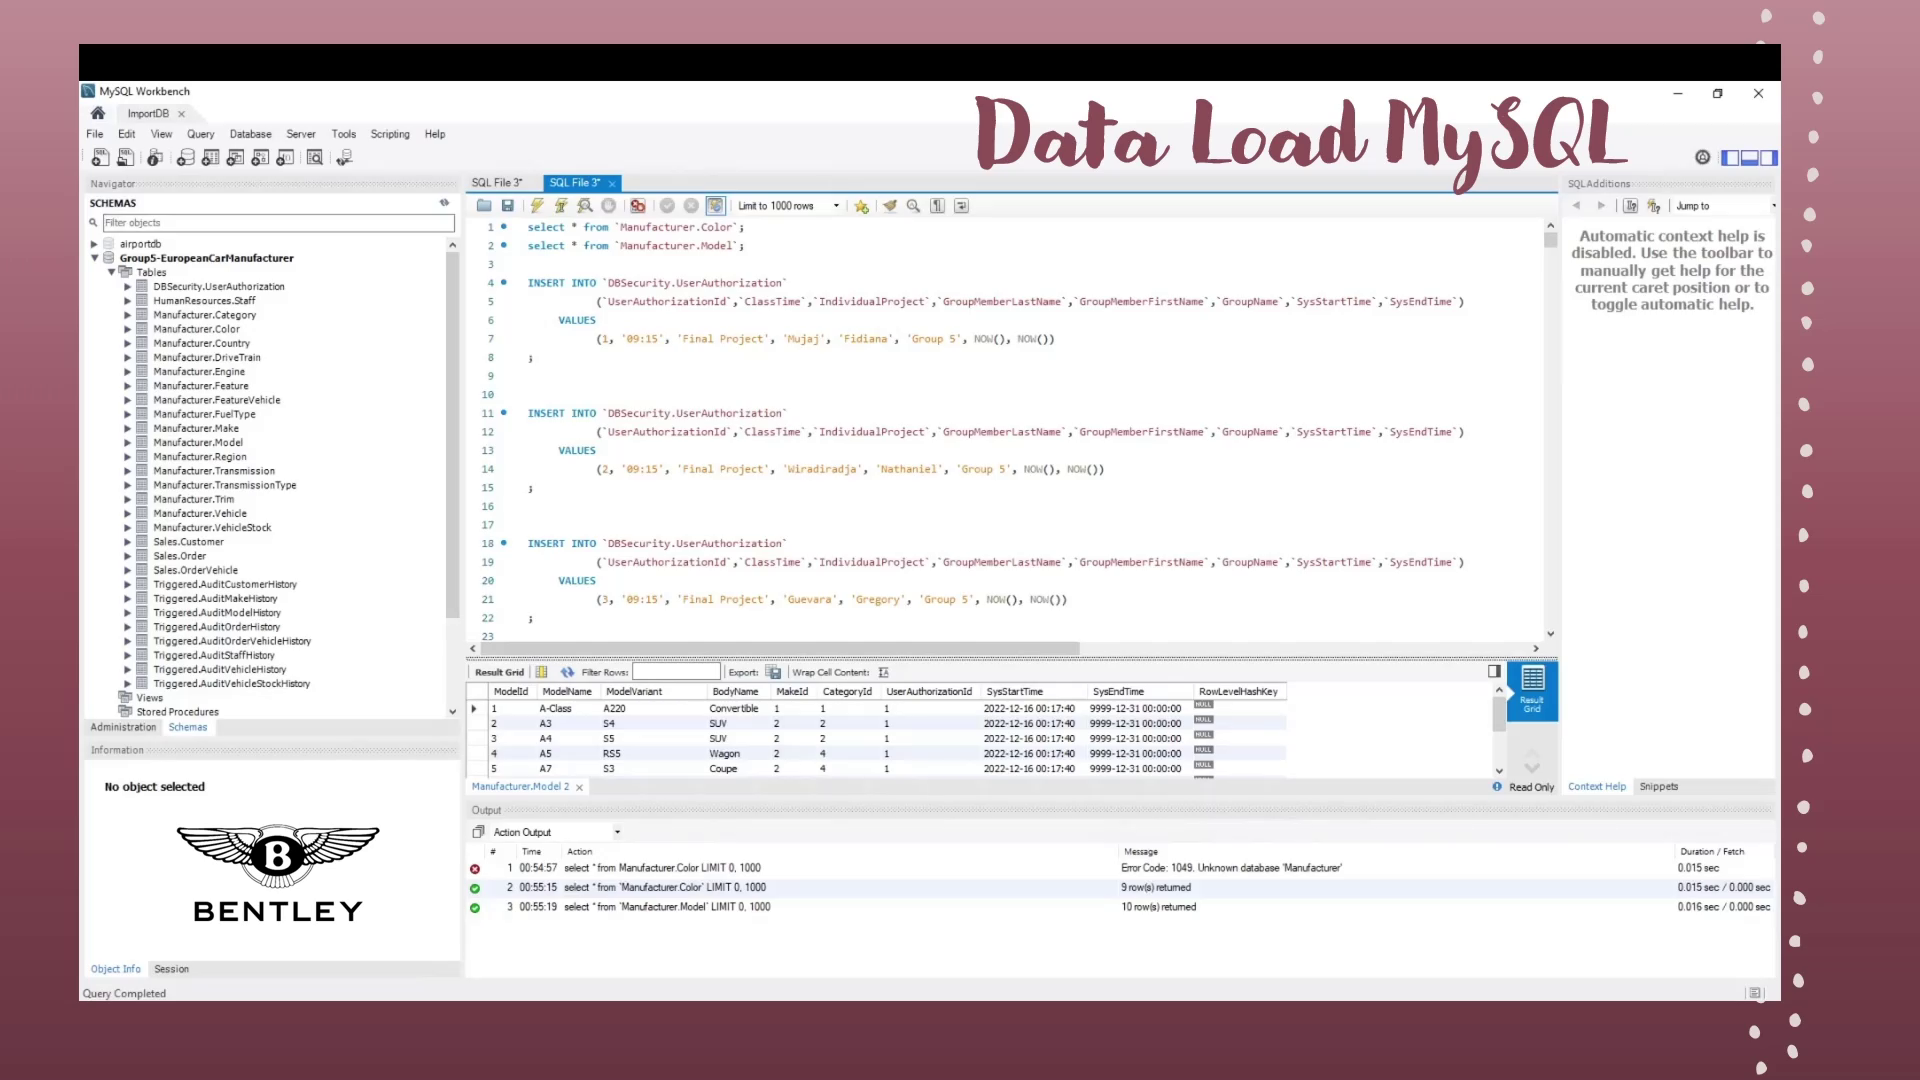 Data Load MySQL
MySQL Workbench
ImportDB
File Edit View Query Database Server Tools Scripting Help
Navigator
SCHEMAS
Filter objects
airportdb
Group5-EuropeanCarManufacturer
Tables
DBSecurity.UserAuthorization
HumanResources.Staff
Manufacturer.Category
Manufacturer.Color
Manufacturer.Country
Manufacturer.DriveTrain
Manufacturer.Engine
Manufacturer.Feature
Manufacturer.FeatureVehicle
Manufacturer.FuelType
Manufacturer.Make
Manufacturer.Model
Manufacturer.Region
Manufacturer.Transmission
Manufacturer.TransmissionType
Manufacturer.Trim
Manufacturer.Vehicle
Manufacturer.VehicleStock
Sales.Customer
Sales.Order
Sales.OrderVehicle
Triggered.AuditCustomerHistory
Triggered.AuditMakeHistory
Triggered.AuditModelHistory
Triggered.AuditOrderHistory
Triggered.AuditOrderVehicleHistory
Triggered.AuditStaffHistory
Triggered.AuditVehicleHistory
Triggered.AuditVehicleStockHistory
Views
Stored Procedures
Administration Schemas
Information
No object selected
B
BENTLEY
Object Info Session
Query Completed
SQL File 3* SQL File 3*
Limit to 1000 rows
1 select * from `Manufacturer.Color`;
2 select * from `Manufacturer.Model`;
3
4 INSERT INTO `DBSecurity.UserAuthorization`
5 (`UserAuthorizationId`,`ClassTime`,`IndividualProject`,`GroupMemberLastName`,`GroupMemberFirstName`,`GroupName`,`SysStartTime`,`SysEndTime`)
6 VALUES
7 (1, '09:15', 'Final Project', 'Mujaj', 'Fidiana', 'Group 5', NOW(), NOW())
8 ;
9
10
11 INSERT INTO `DBSecurity.UserAuthorization`
12 (`UserAuthorizationId`,`ClassTime`,`IndividualProject`,`GroupMemberLastName`,`GroupMemberFirstName`,`GroupName`,`SysStartTime`,`SysEndTime`)
13 VALUES
14 (2, '09:15', 'Final Project', 'Wiradiradja', 'Nathaniel', 'Group 5', NOW(), NOW())
15 ;
16
17
18 INSERT INTO `DBSecurity.UserAuthorization`
19 (`UserAuthorizationId`,`ClassTime`,`IndividualProject`,`GroupMemberLastName`,`GroupMemberFirstName`,`GroupName`,`SysStartTime`,`SysEndTime`)
20 VALUES
21 (3, '09:15', 'Final Project', 'Guevara', 'Gregory', 'Group 5', NOW(), NOW())
22 ;
23
Result Grid Filter Rows: Export: Wrap Cell Content:
ModelId ModelName ModelVariant BodyName MakeId CategoryId UserAuthorizationId SysStartTime SysEndTime RowLevelHashKey
1 A-Class A220 Convertible 1 1 1 2022-12-16 00:17:40 9999-12-31 00:00:00 NULL
2 A3 S4 SUV 2 2 1 2022-12-16 00:17:40 9999-12-31 00:00:00 NULL
3 A4 S5 SUV 2 2 1 2022-12-16 00:17:40 9999-12-31 00:00:00 NULL
4 A5 RS5 Wagon 2 4 1 2022-12-16 00:17:40 9999-12-31 00:00:00 NULL
5 A7 S3 Coupe 2 4 1 2022-12-16 00:17:40 9999-12-31 00:00:00 NULL
Result Grid
Manufacturer.Model 2
Read Only
Output
Action Output
# Time Action Message Duration / Fetch
1 00:54:57 select * from Manufacturer.Color LIMIT 0, 1000 Error Code: 1049. Unknown database 'Manufacturer' 0.015 sec
2 00:55:15 select * from `Manufacturer.Color` LIMIT 0, 1000 9 row(s) returned 0.015 sec / 0.000 sec
3 00:55:19 select * from `Manufacturer.Model` LIMIT 0, 1000 10 row(s) returned 0.016 sec / 0.000 sec
SQLAdditions
Jump to
Automatic context help is
disabled. Use the toolbar to
manually get help for the
current caret position or to
toggle automatic help.
Context Help Snippets